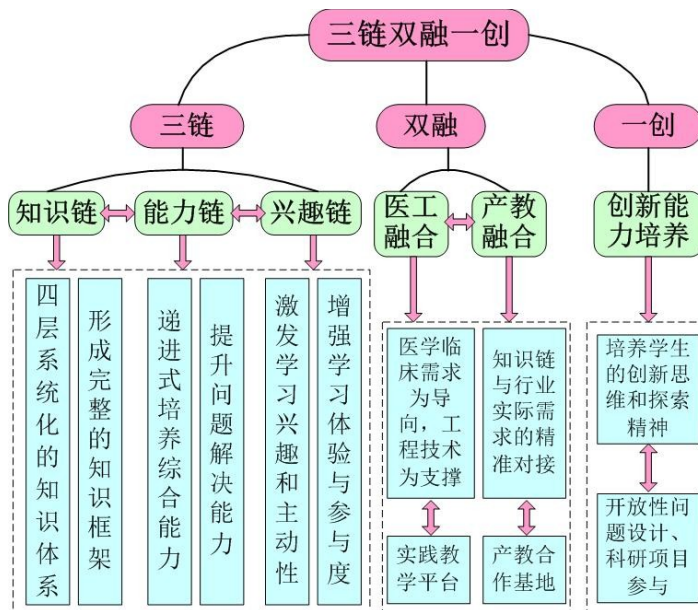 三链双融一创
三链
双融
一创
知识链
能力链
兴趣链
医工
融合
产教
融合
创新能
力培养
四层系统化的知识体系
形成完整的知识框架
递进式培养综合能力
提升问题解决能力
激发学习兴趣和主动性
增强学习体验与参与度
医学临
床需求
为导
向，工
程技术
为支撑
知识链
与行业
实际需
求的精
准对接
培养学生
的创新思
维和探索
精神
实践教
学平台
产教合
作基地
开放性问
题设计、
科研项目
参与